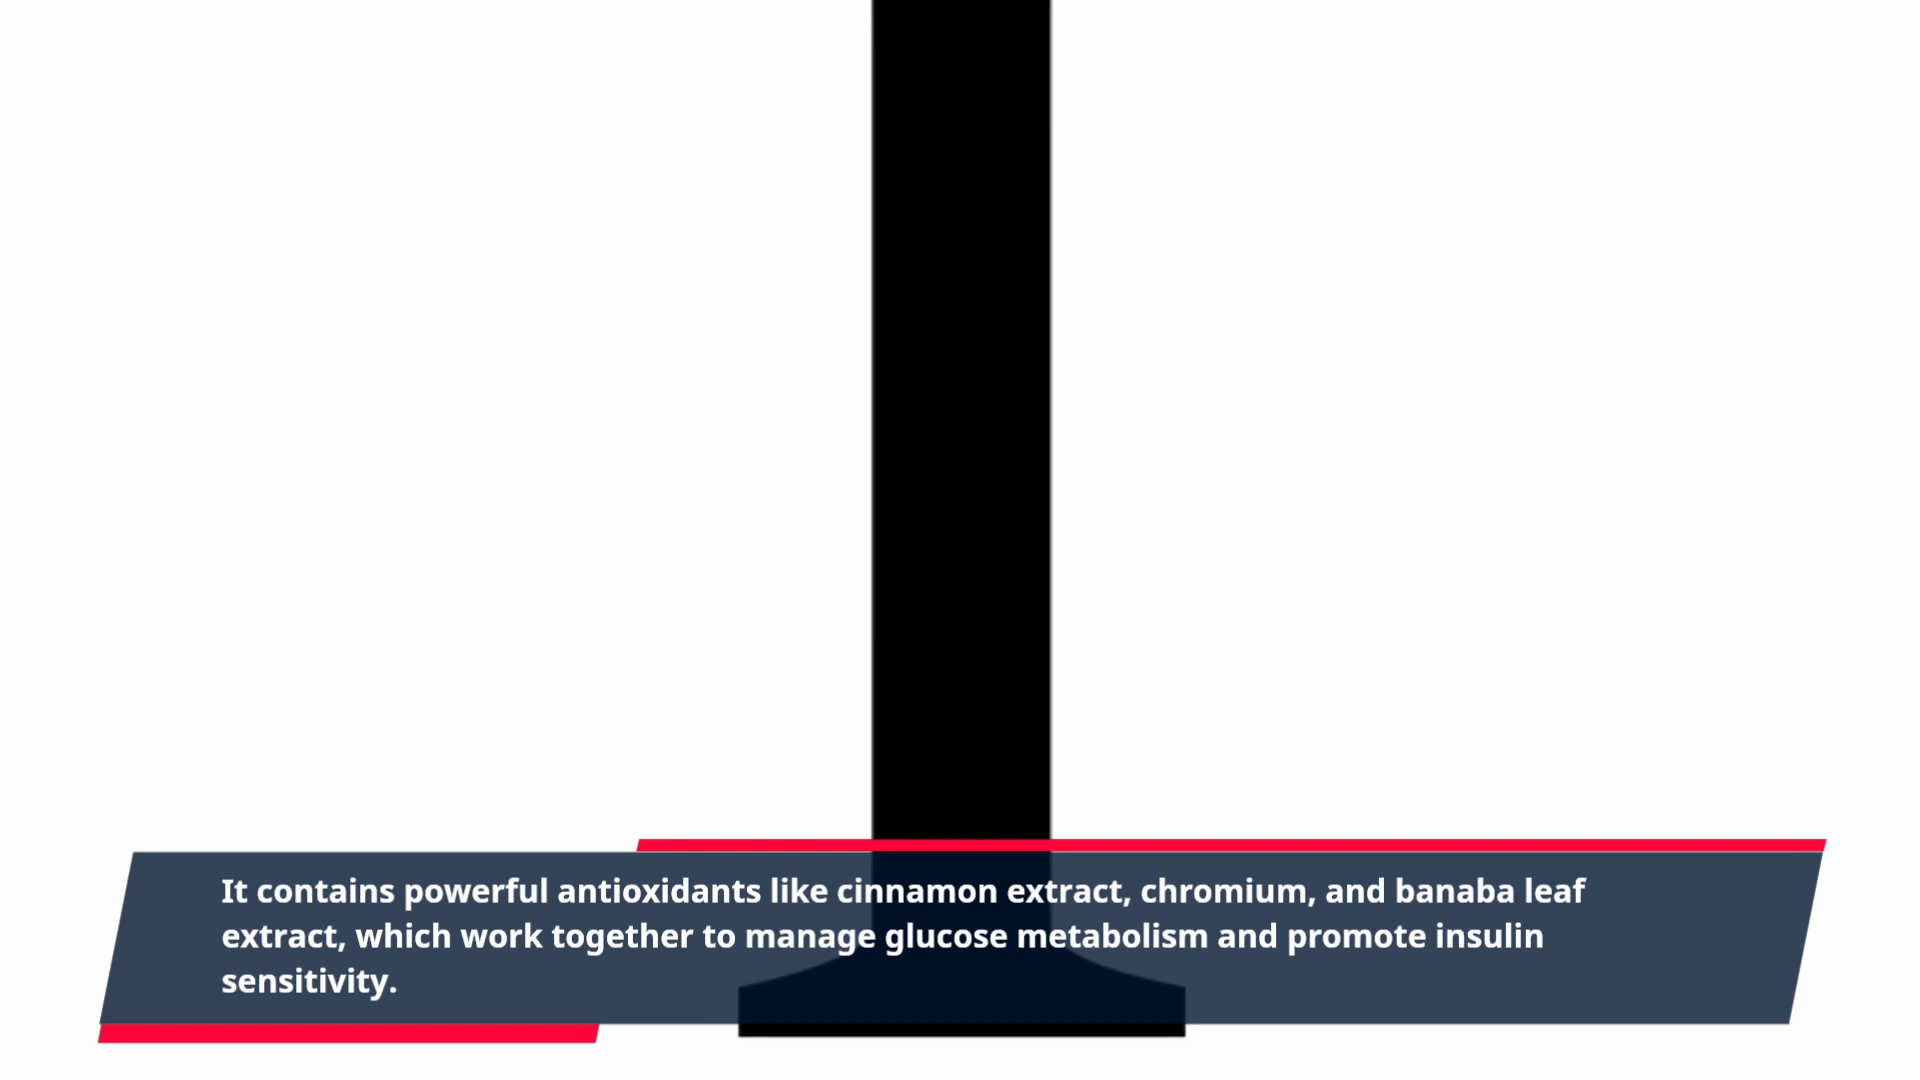 It contains powerful antioxidants like cinnamon extract, chromium, and banaba leaf
extract, which work together to manage glucose metabolism and promote insulin
sensitivity.